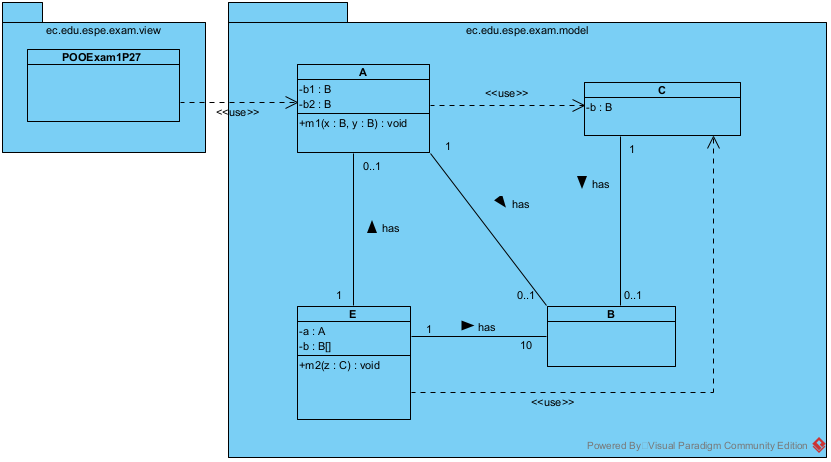 ec.edu.espe.exam.view
POOExam1P27
<<use>>
ec.edu.espe.exam.model
A
-b1 : B
-b2 : B
+m1(x : B, y : B) : void
<<use>>
C
-b : B
1
1
0..1
has
has
has
1
0..1
0..1
E
-a : A
-b : B[]
+m2(z : C) : void
1
has
10
B
<<use>>
Powered By Visual Paradigm Community Edition